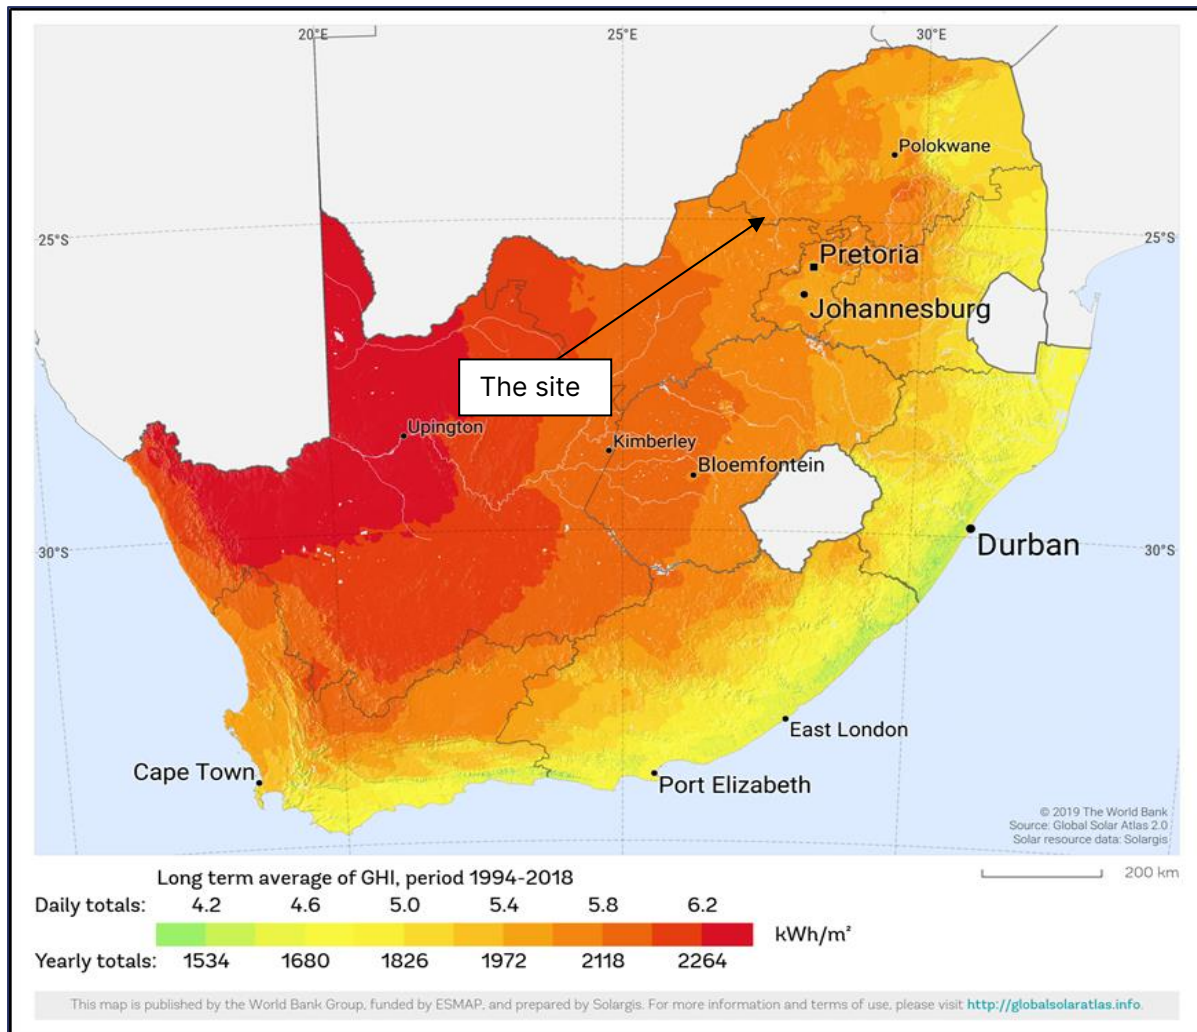 20°E 25°E 30°E
Polokwane
25°S 25°S
Pretoria
Johannesburg
The site
Upington
Kimberley
Bloemfontein
Durban
30°S 30°S
East London
Cape Town
Port Elizabeth
© 2019 The World Bank
Source: Global Solar Atlas 2.0
Solar resource data: Solargis
200 km
Long term average of GHI, period 1994-2018
Daily totals: 4.2 4.6 5.0 5.4 5.8 6.2
kWh/m²
Yearly totals: 1534 1680 1826 1972 2118 2264
This map is published by the World Bank Group, funded by ESMAP, and prepared by Solargis. For more information and terms of use, please visit http://globalsolaratlas.info.